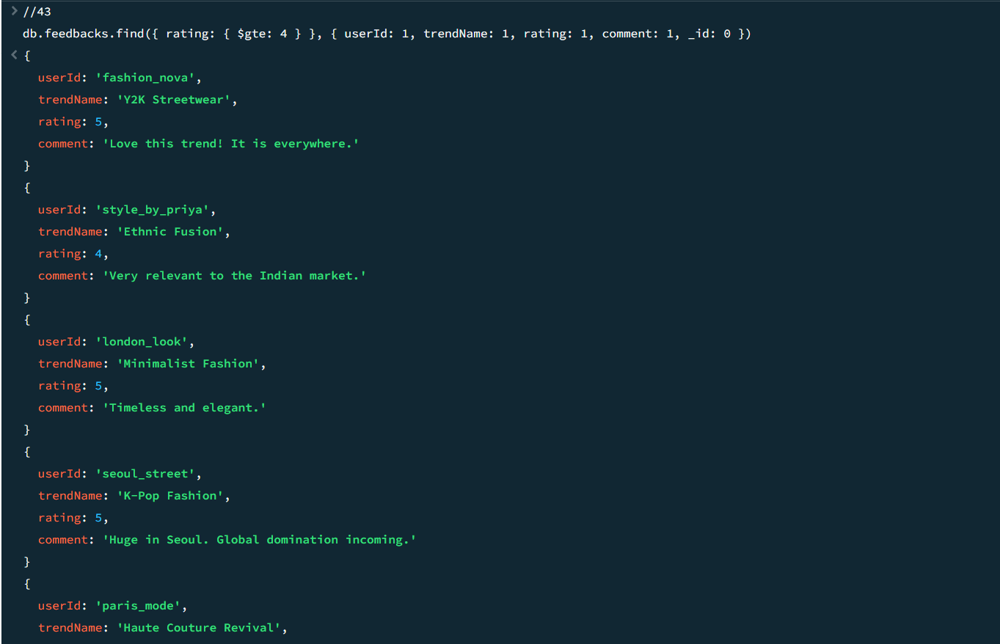 > //43
db.feedbacks.find({ rating: { $gte: 4 } }, { userId: 1, trendName: 1, rating: 1, comment: 1, _id: 0 })
< {
userId: 'fashion_nova',
trendName: 'Y2K Streetwear',
rating: 5,
comment: 'Love this trend! It is everywhere.'
}
{
userId: 'style_by_priya',
trendName: 'Ethnic Fusion',
rating: 4,
comment: 'Very relevant to the Indian market.'
}
{
userId: 'london_look',
trendName: 'Minimalist Fashion',
rating: 5,
comment: 'Timeless and elegant.'
}
{
userId: 'seoul_street',
trendName: 'K-Pop Fashion',
rating: 5,
comment: 'Huge in Seoul. Global domination incoming.'
}
{
userId: 'paris_mode',
trendName: 'Haute Couture Revival',